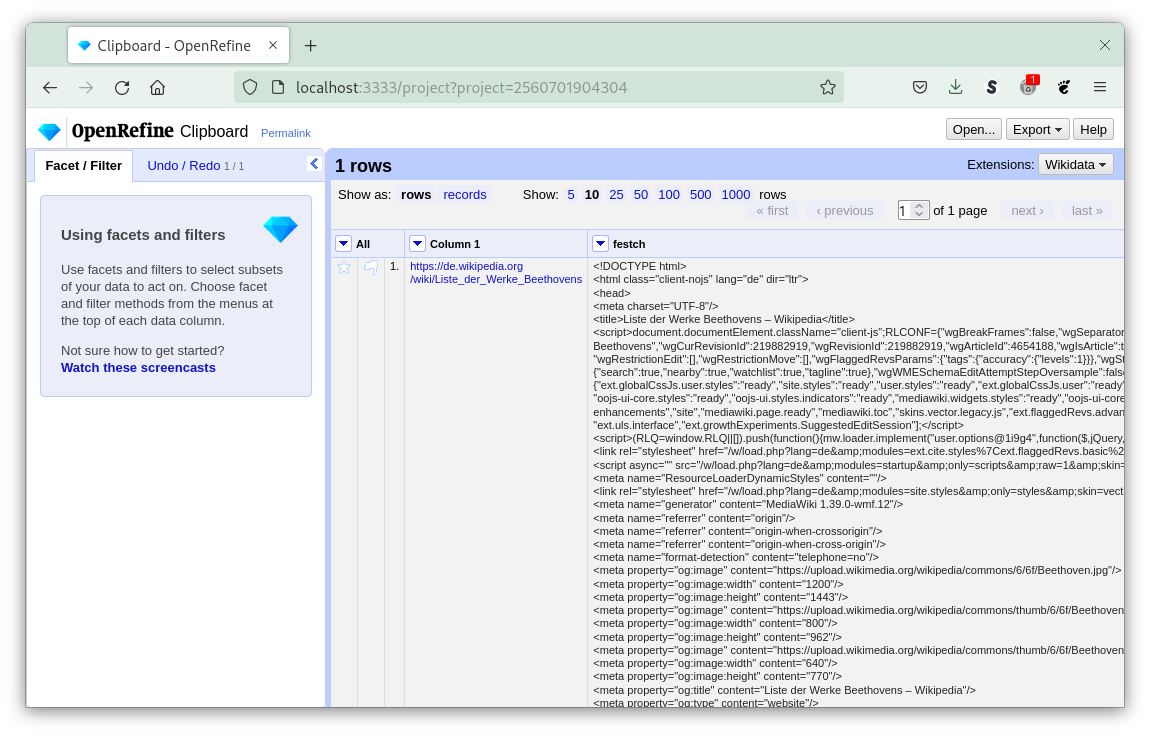 Clipboard - OpenRefine
localhost:3333/project?project=2560701904304
1
OpenRefine Clipboard Permalink
Open... Export Help
Facet / Filter Undo / Redo 1 / 1
1 rows
Extensions: Wikidata
Show as: rows records Show: 5 10 25 50 100 500 1000 rows
« first ‹ previous 1 of 1 page next › last »
Using facets and filters
Use facets and filters to select subsets
of your data to act on. Choose facet
and filter methods from the menus at
the top of each data column.
Not sure how to get started?
Watch these screencasts
All Column 1 festch
1. https://de.wikipedia.org
/wiki/Liste_der_Werke_Beethovens
<!DOCTYPE html>
<html class="client-nojs" lang="de" dir="ltr">
<head>
<meta charset="UTF-8"/>
<title>Liste der Werke Beethovens – Wikipedia</title>
<script>document.documentElement.className="client-js";RLCONF={"wgBreakFrames":false,"wgSeparator
Beethovens","wgCurRevisionId":219882919,"wgRevisionId":219882919,"wgArticleId":4654188,"wgIsArticle":t
"wgRestrictionEdit":[],"wgRestrictionMove":[],"wgFlaggedRevsParams":{"tags":{"accuracy":{"levels":1}}},"wgSt
{"search":true,"nearby":true,"watchlist":true,"tagline":true},"wgWMESchemaEditAttemptStepOversample":false
{"ext.globalCssJs.user.styles":"ready","site.styles":"ready","user.styles":"ready","ext.globalCssJs.user":"ready"
"oojs-ui-core.styles":"ready","oojs-ui.styles.indicators":"ready","mediawiki.widgets.styles":"ready","oojs-ui-core
enhancements","site","mediawiki.page.ready","mediawiki.toc","skins.vector.legacy.js","ext.flaggedRevs.advan
"ext.uls.interface","ext.growthExperiments.SuggestedEditSession"];</script>
<script>(RLQ=window.RLQ||[]).push(function(){mw.loader.implement("user.options@1i9g4",function($,jQuery,
<link rel="stylesheet" href="/w/load.php?lang=de&amp;modules=ext.cite.styles%7Cext.flaggedRevs.basic%2
<script async="" src="/w/load.php?lang=de&amp;modules=startup&amp;only=scripts&amp;raw=1&amp;skin=
<meta name="ResourceLoaderDynamicStyles" content=""/>
<link rel="stylesheet" href="/w/load.php?lang=de&amp;modules=site.styles&amp;only=styles&amp;skin=vect
<meta name="generator" content="MediaWiki 1.39.0-wmf.12"/>
<meta name="referrer" content="origin"/>
<meta name="referrer" content="origin-when-crossorigin"/>
<meta name="referrer" content="origin-when-cross-origin"/>
<meta name="format-detection" content="telephone=no"/>
<meta property="og:image" content="https://upload.wikimedia.org/wikipedia/commons/6/6f/Beethoven.jpg"/>
<meta property="og:image:width" content="1200"/>
<meta property="og:image:height" content="1443"/>
<meta property="og:image" content="https://upload.wikimedia.org/wikipedia/commons/thumb/6/6f/Beethoven
<meta property="og:image:width" content="800"/>
<meta property="og:image:height" content="962"/>
<meta property="og:image" content="https://upload.wikimedia.org/wikipedia/commons/thumb/6/6f/Beethoven
<meta property="og:image:width" content="640"/>
<meta property="og:image:height" content="770"/>
<meta property="og:title" content="Liste der Werke Beethovens – Wikipedia"/>
<meta property="og:type" content="website"/>